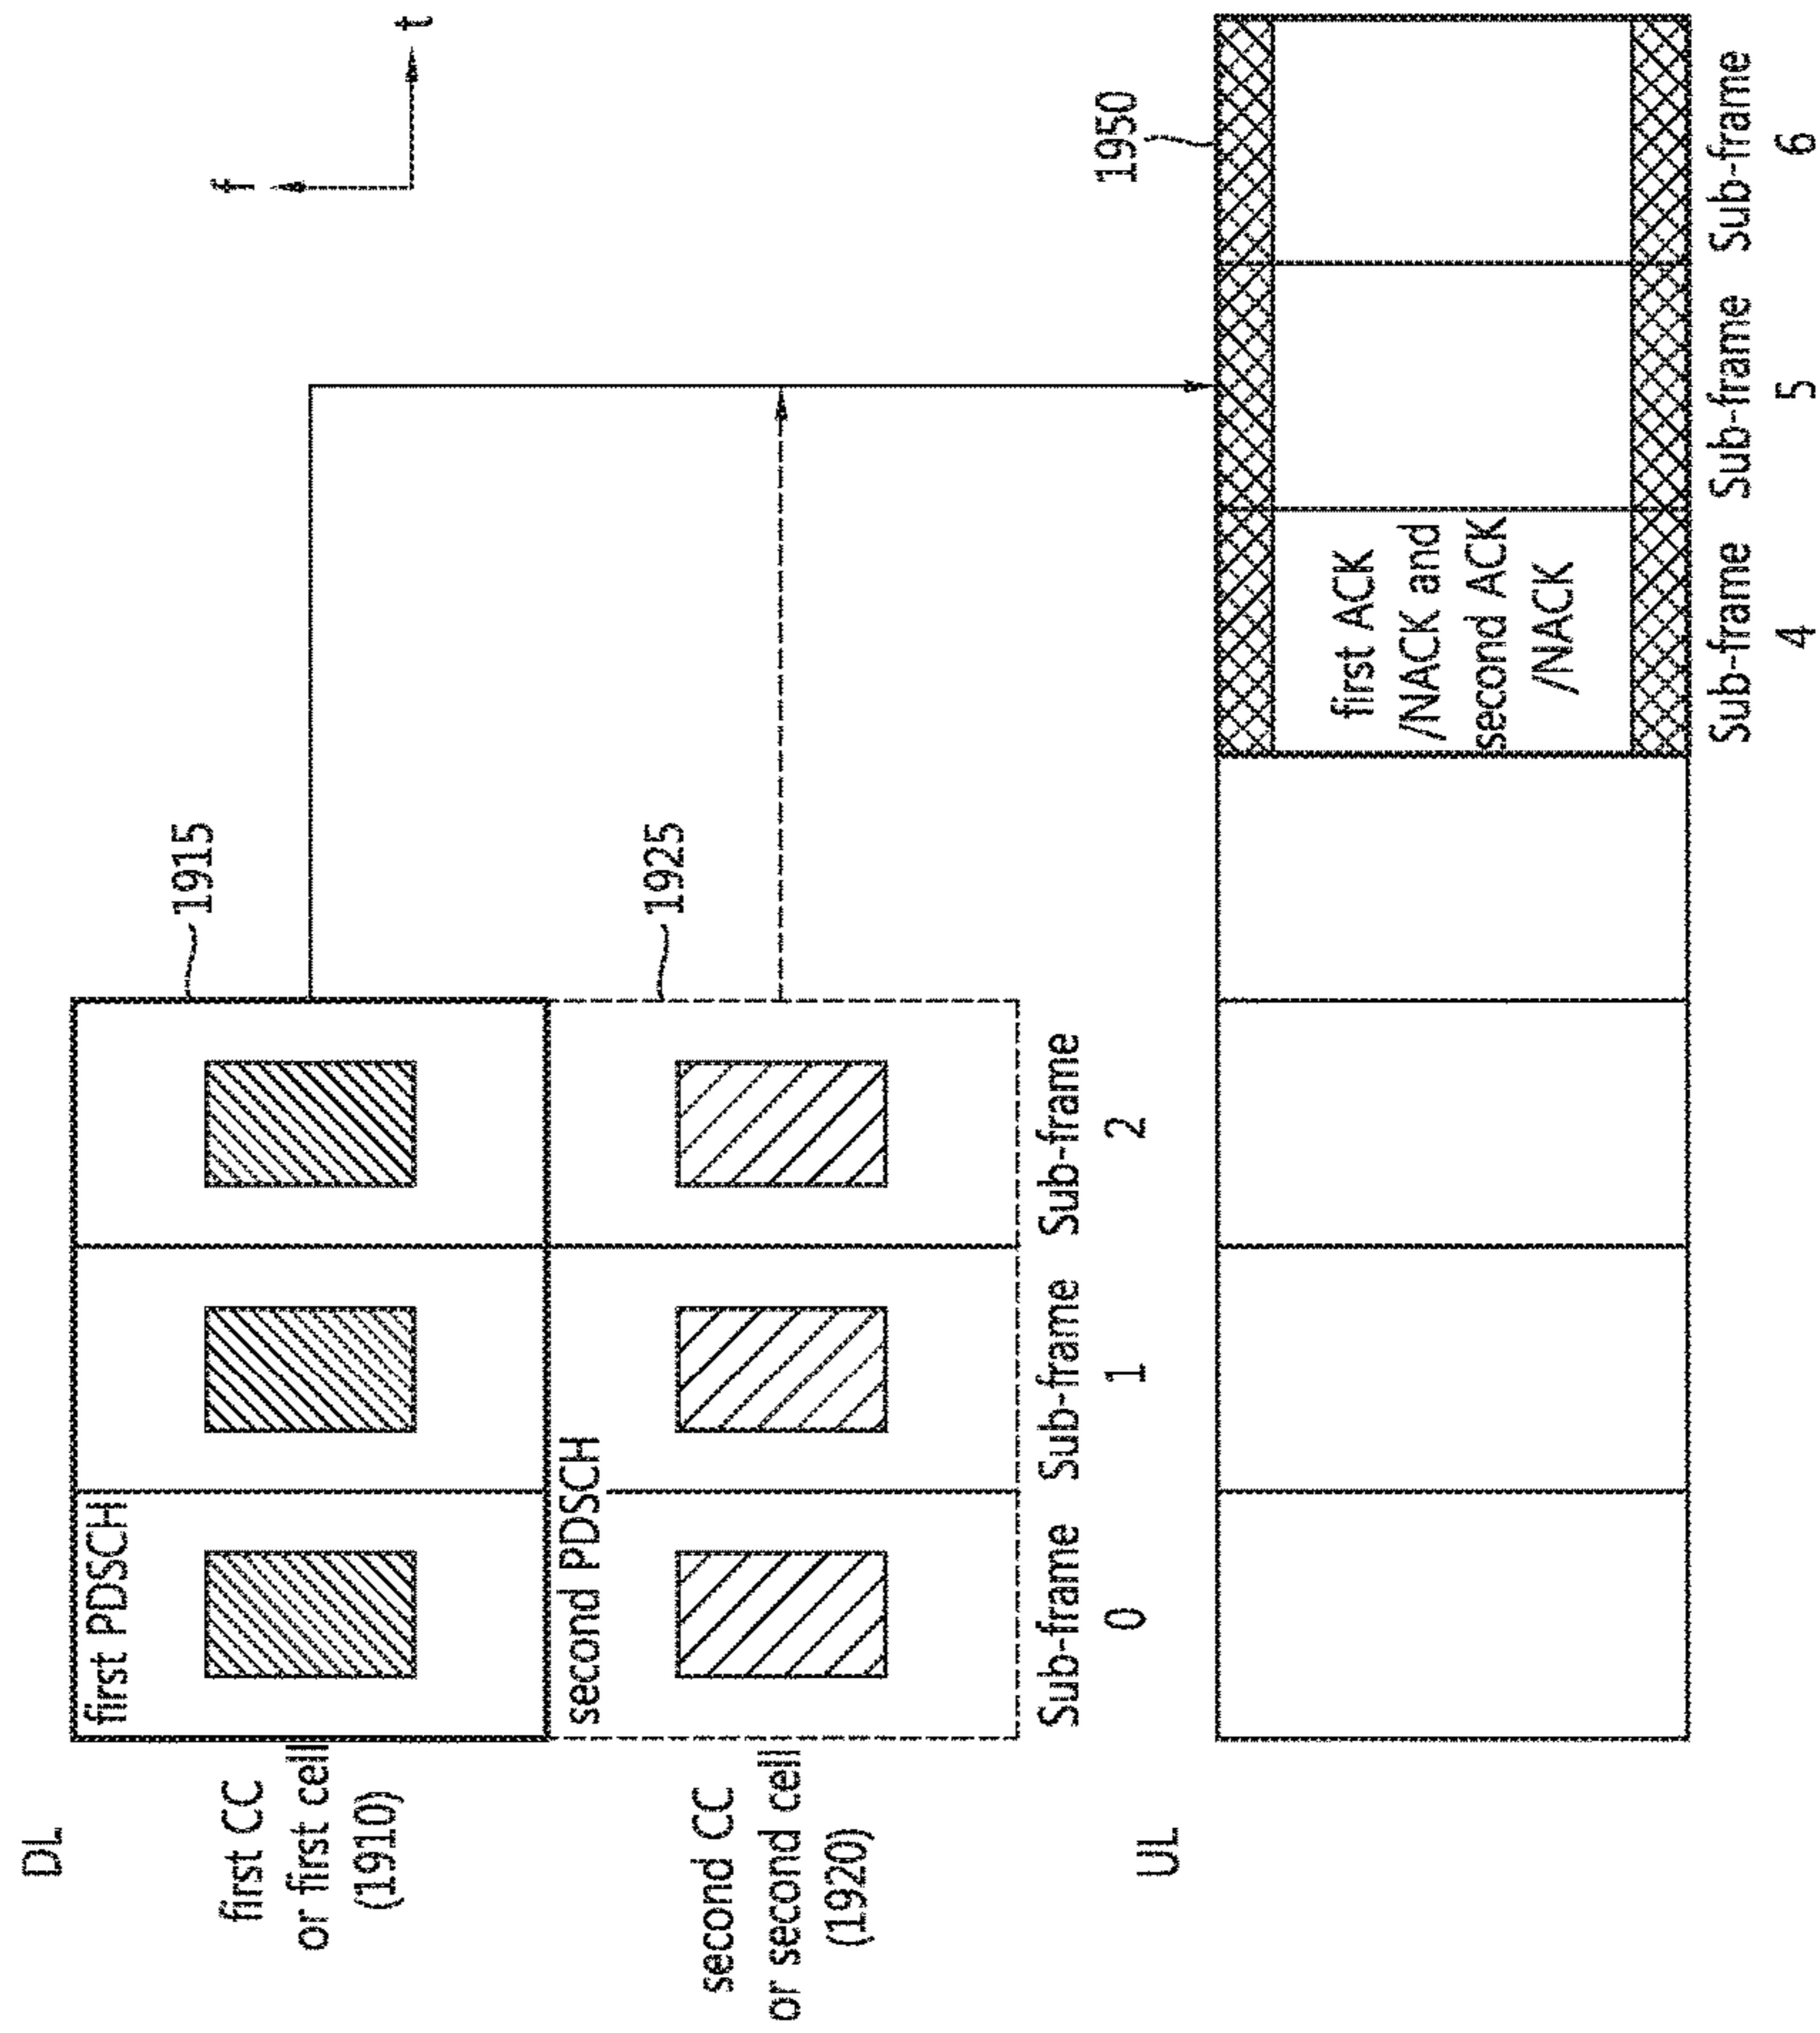 DL
f
t
first CC
or first cell
(1910)
first PDSCH
1915
second CC
or second cell
(1920)
second PDSCH
1925
Sub-frame
0
Sub-frame
1
Sub-frame
2
UL
1950
first ACK
/NACK and
second ACK
/NACK
Sub-frame
4
Sub-frame
5
Sub-frame
6